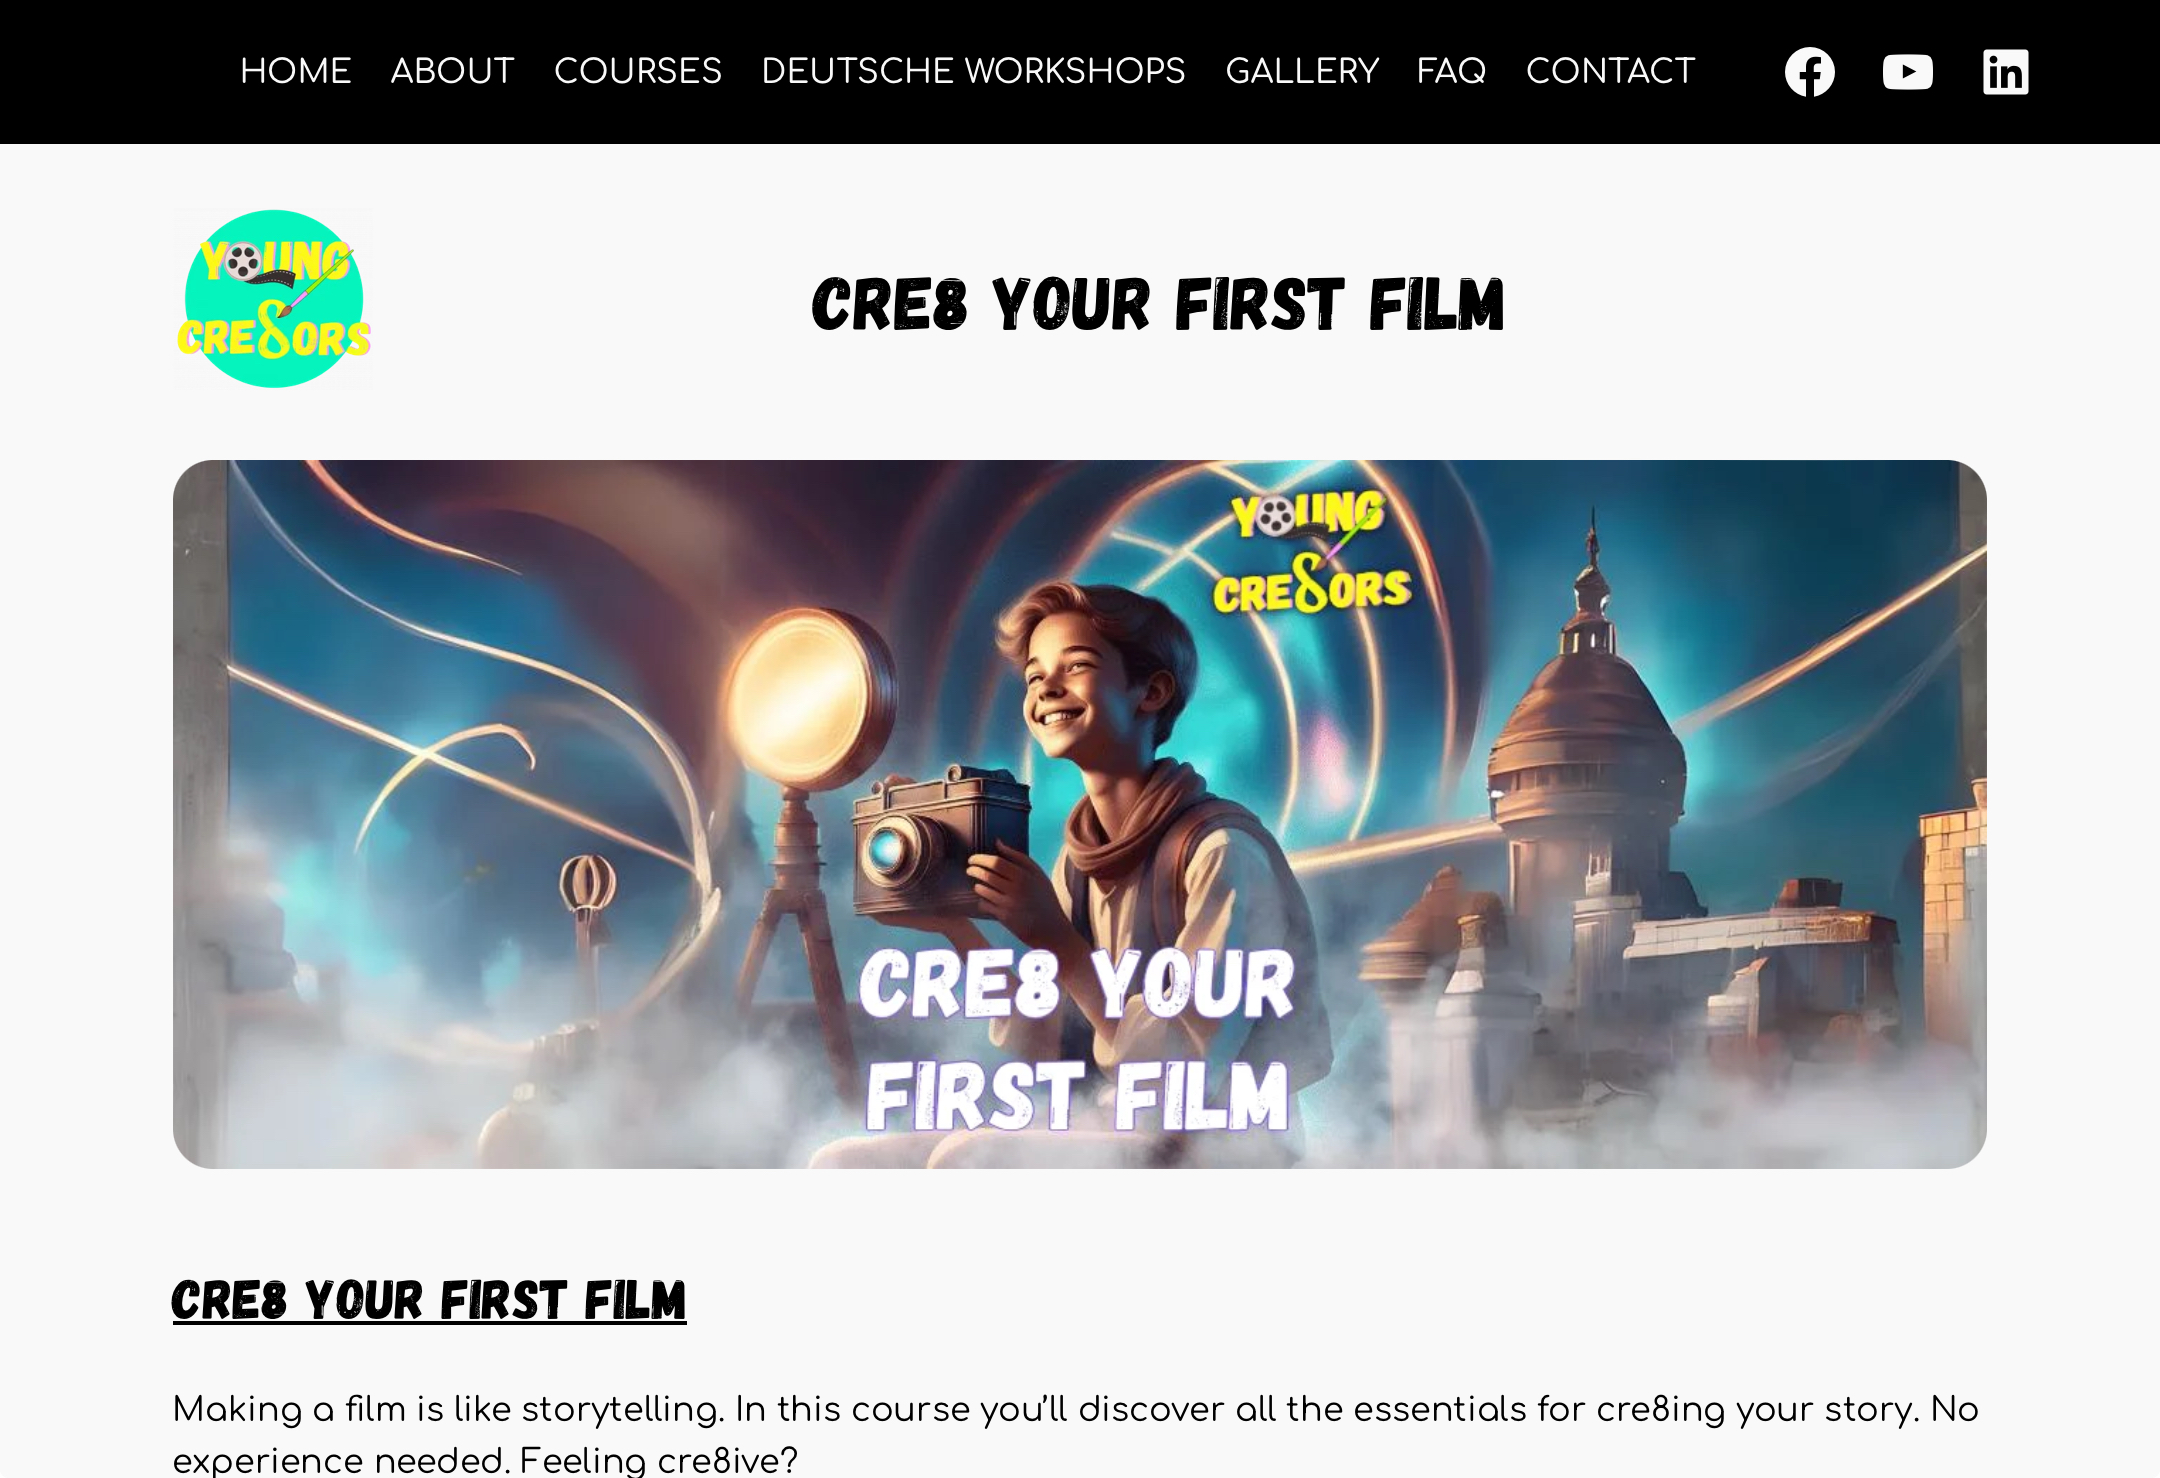 HOME ABOUT COURSES DEUTSCHE WORKSHOPS GALLERY FAQ CONTACT
YOUNG
CRE8ORS
CRE8 YOUR FIRST FILM
YOUNG
CRE8ORS
CRE8 YOUR
FIRST FILM
CRE8 YOUR FIRST FILM
Making a film is like storytelling. In this course you’ll discover all the essentials for cre8ing your story. No
experience needed. Feeling cre8ive?